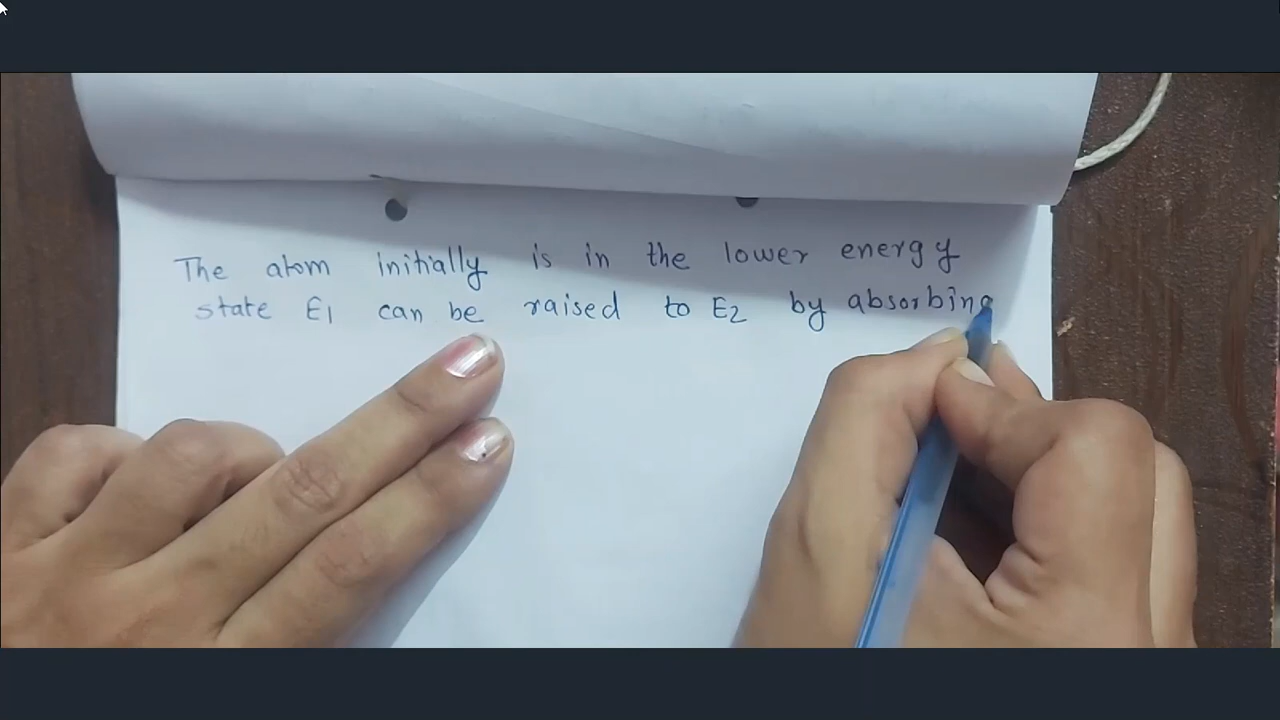 The atom initially is in the lower energy
state E1 can be raised to E2 by absorbing